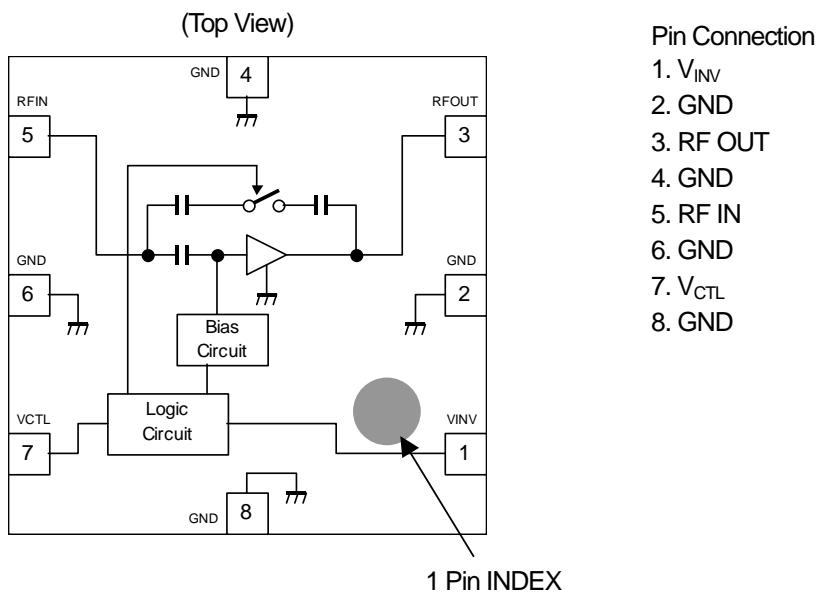 (Top View)
GND
4
RFIN
5
RFOUT
3
GND
6
GND
2
Bias
Circuit
Logic
Circuit
VCTL
7
VINV
1
GND
8
1 Pin INDEX
Pin Connection
1. VINV
2. GND
3. RF OUT
4. GND
5. RF IN
6. GND
7. VCTL
8. GND